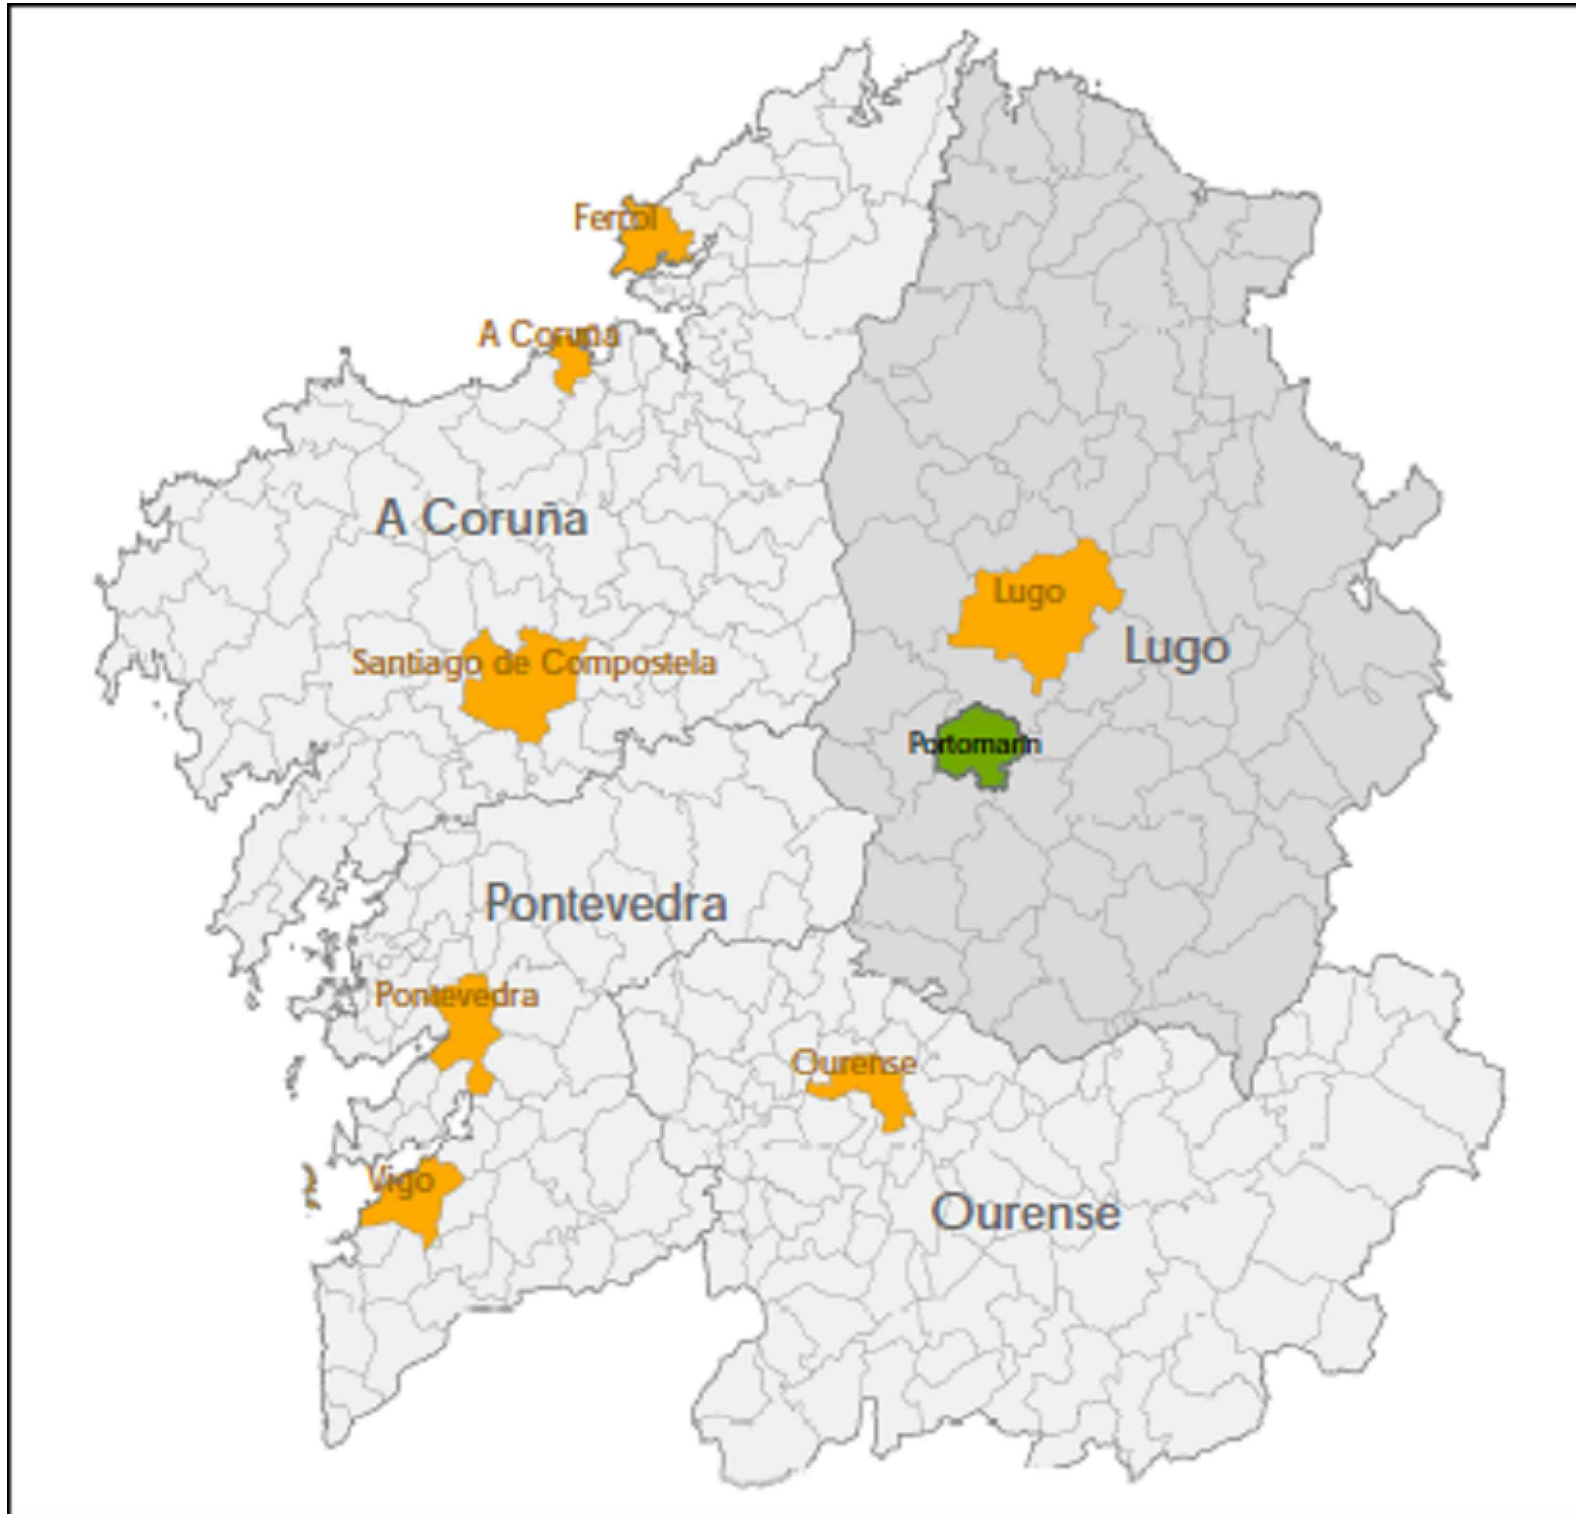 Ferrol
A Coruña
A Coruña
Lugo
Lugo
Santiago de Compostela
Portomarín
Pontevedra
Pontevedra
Ourense
Vigo
Ourense